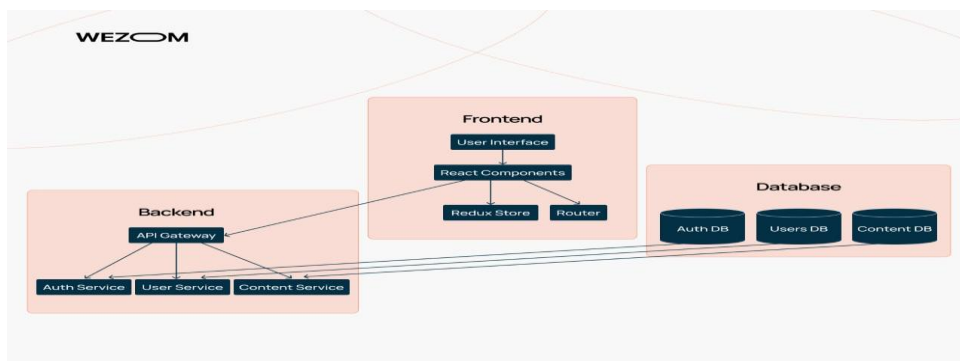 WEZOM
Frontend
User Interface
React Components
Redux Store
Router
Database
Auth DB
Users DB
Content DB
Backend
API Gateway
Auth Service
User Service
Content Service